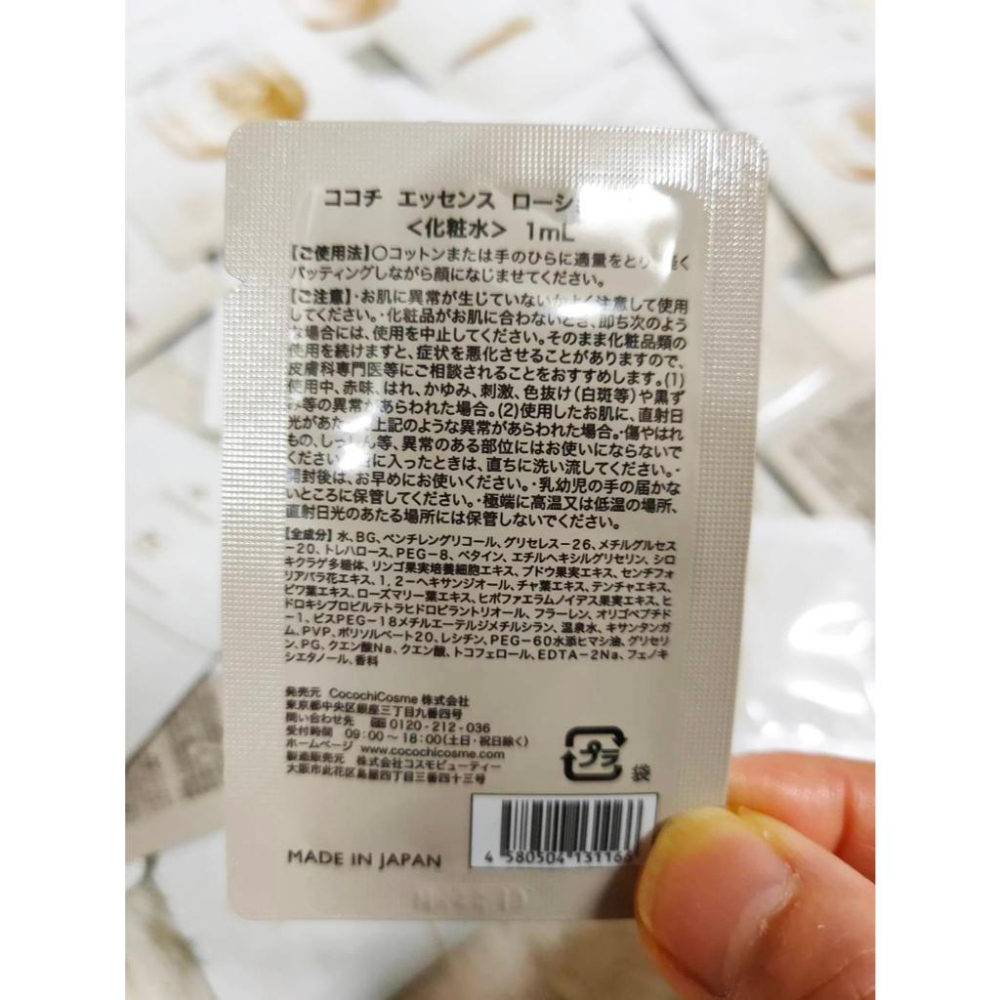 ココチ エッセンス ローショ
<化粧水> 1mL
【ご使用法】○コットンまたは手のひらに適量をとり、軽く
パッティングしながら顔になじませてください。
【ご注意】・お肌に異常が生じていないかよく注意して使用
してください。・化粧品がお肌に合わないとき、即ち次のよう
な場合には、使用を中止してください。そのまま化粧品類の
使用を続けますと、症状を悪化させることがありますので、
皮膚科専門医等にご相談されることをおすすめします。(1)
使用中、赤味、はれ、かゆみ、刺激、色抜け(白斑等)や黒ず
み等の異常があらわれた場合。(2)使用したお肌に、直射日
光があた、上記のような異常があらわれた場合。・傷やはれ
もの、しっしん等、異常のある部位にはお使いにならないで
ください に入ったときは、直ちに洗い流してください。・
開封後は、お早めにお使いください。・乳幼児の手の届かな
いところに保管してください。・極端に高温又は低温の場所、
直射日光のあたる場所には保管しないでください。
【全成分】水、BG、ペンチレングリコール、グリセレス-26、メチルグルセス
-20、トレハロース、PEG-8、ベタイン、エチルヘキシルグリセリン、シロ
キクラゲ多糖体、リンゴ果実培養細胞エキス、ブドウ果実エキス、センチフォ
リアバラ花エキス、1,2-ヘキサンジオール、チャ葉エキス、テンチャエキス、
ビワ葉エキス、ローズマリー葉エキス、ヒポファエラムノイデス果実エキス、ヒ
ドロキシプロピルテトラヒドロピラントリオール、フラーレン、オリゴペプチド
-1、ビスPEG-18メチルエーテルジメチルシラン、温泉水、キサンタンガ
ム、PVP、ポリソルベート20、レシチン、PEG-60水添ヒマシ油、グリセリ
ン、PG、クエン酸Na、クエン酸、トコフェロール、EDTA-2Na、フェノキ
シエタノール、香料
発売元 CocochiCosme 株式会社
東京都中央区銀座三丁目九番四号
問い合わせ先 0120-212-036
受付時間 09:00～18:00(土日・祝日除く)
ホームページ www.cocochicosme.com
製造販売元 株式会社コスモビューティー
大阪市此花区島屋四丁目三番四十三号
プラ
袋
MADE IN JAPAN
4 580504 13116